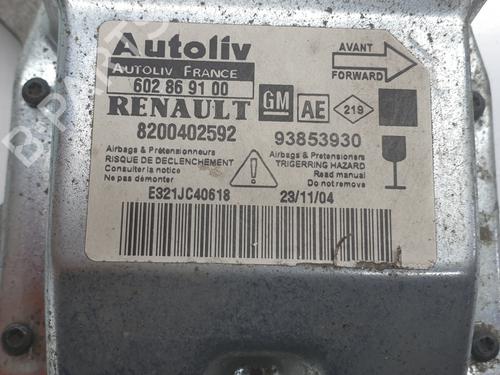 Autoliv
AUTOLIV FRANCE
602 86 91 00
AVANT
FORWARD
RENAULT
GM
AE
219
8200402592
93853930
Airbags & Pretensionneurs
RISQUE DE DECLENCHEMENT
Consulter la notice
Ne pas démonter
Airbags & Pretensioners
TRIGERRING HAZARD
Read manual
Do not remove
E321JC40618
23/11/04